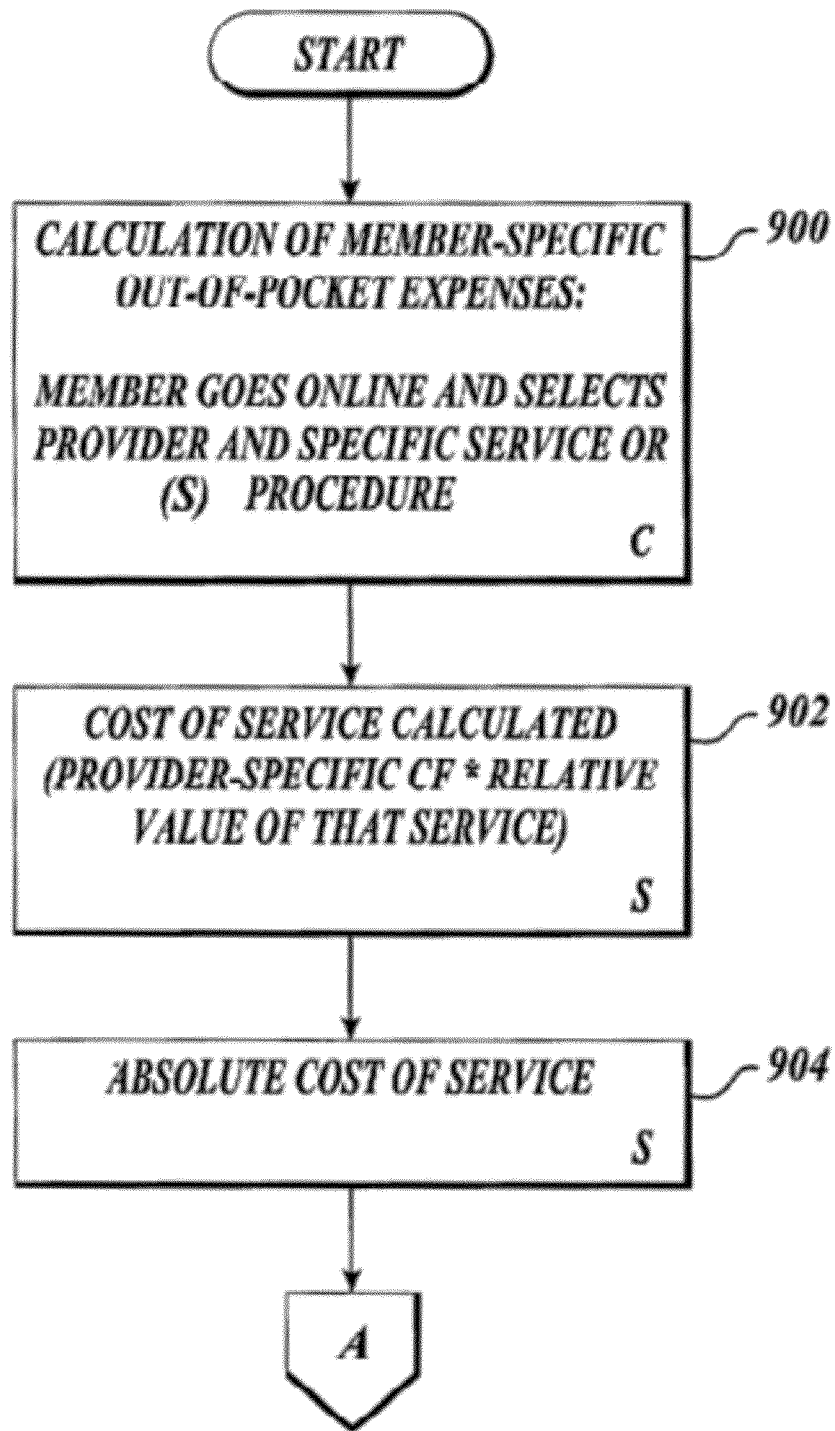 START
CALCULATION OF MEMBER-SPECIFIC
OUT-OF-POCKET EXPENSES:
MEMBER GOES ONLINE AND SELECTS
PROVIDER AND SPECIFIC SERVICE OR
(S) PROCEDURE
C
900
COST OF SERVICE CALCULATED
(PROVIDER-SPECIFIC CF * RELATIVE
VALUE OF THAT SERVICE)
S
902
ABSOLUTE COST OF SERVICE
S
904
A